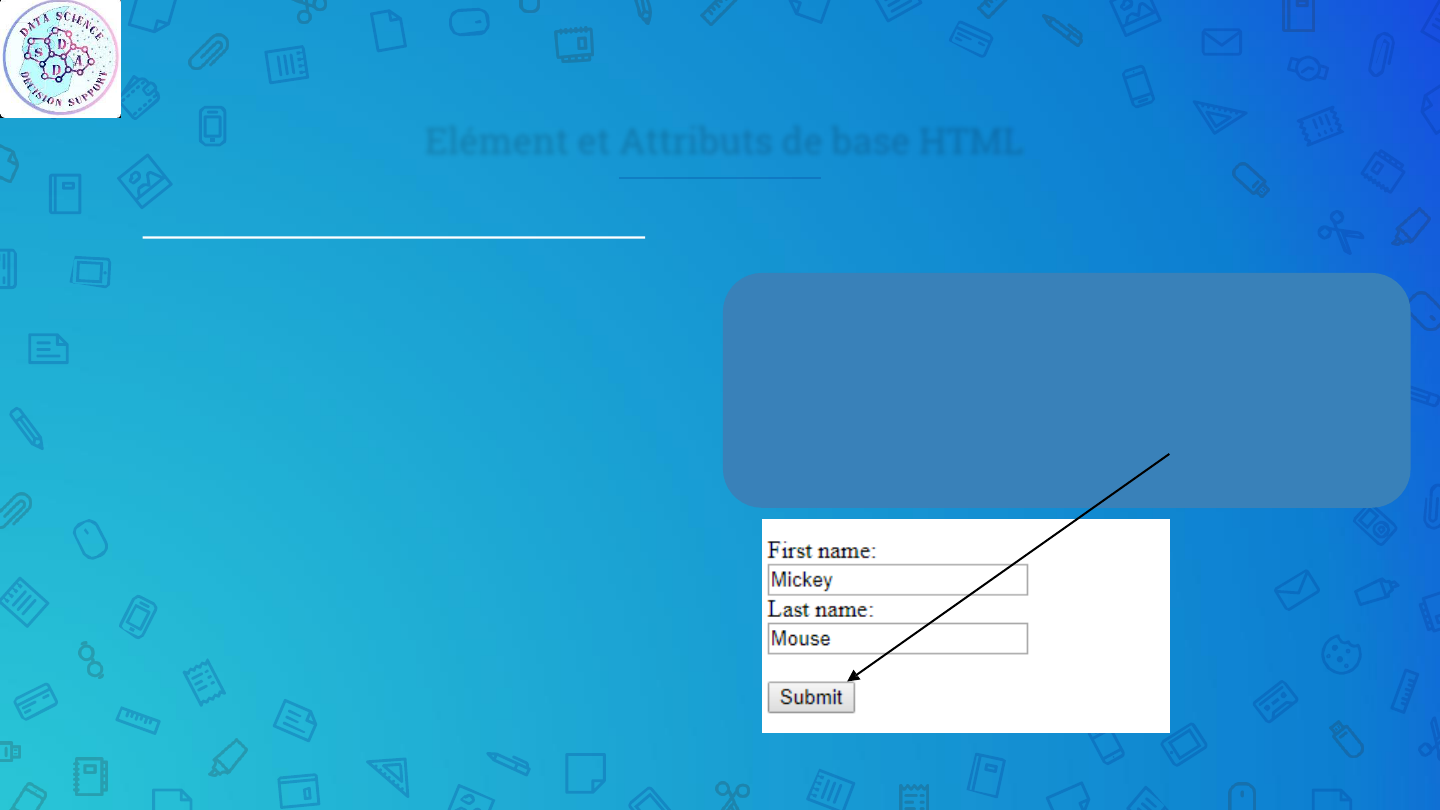 DATA SCIENCE
S D
D A
DECISION SUPPORT
Elément et Attributs de base HTML
First name:
Mickey
Last name:
Mouse
Submit